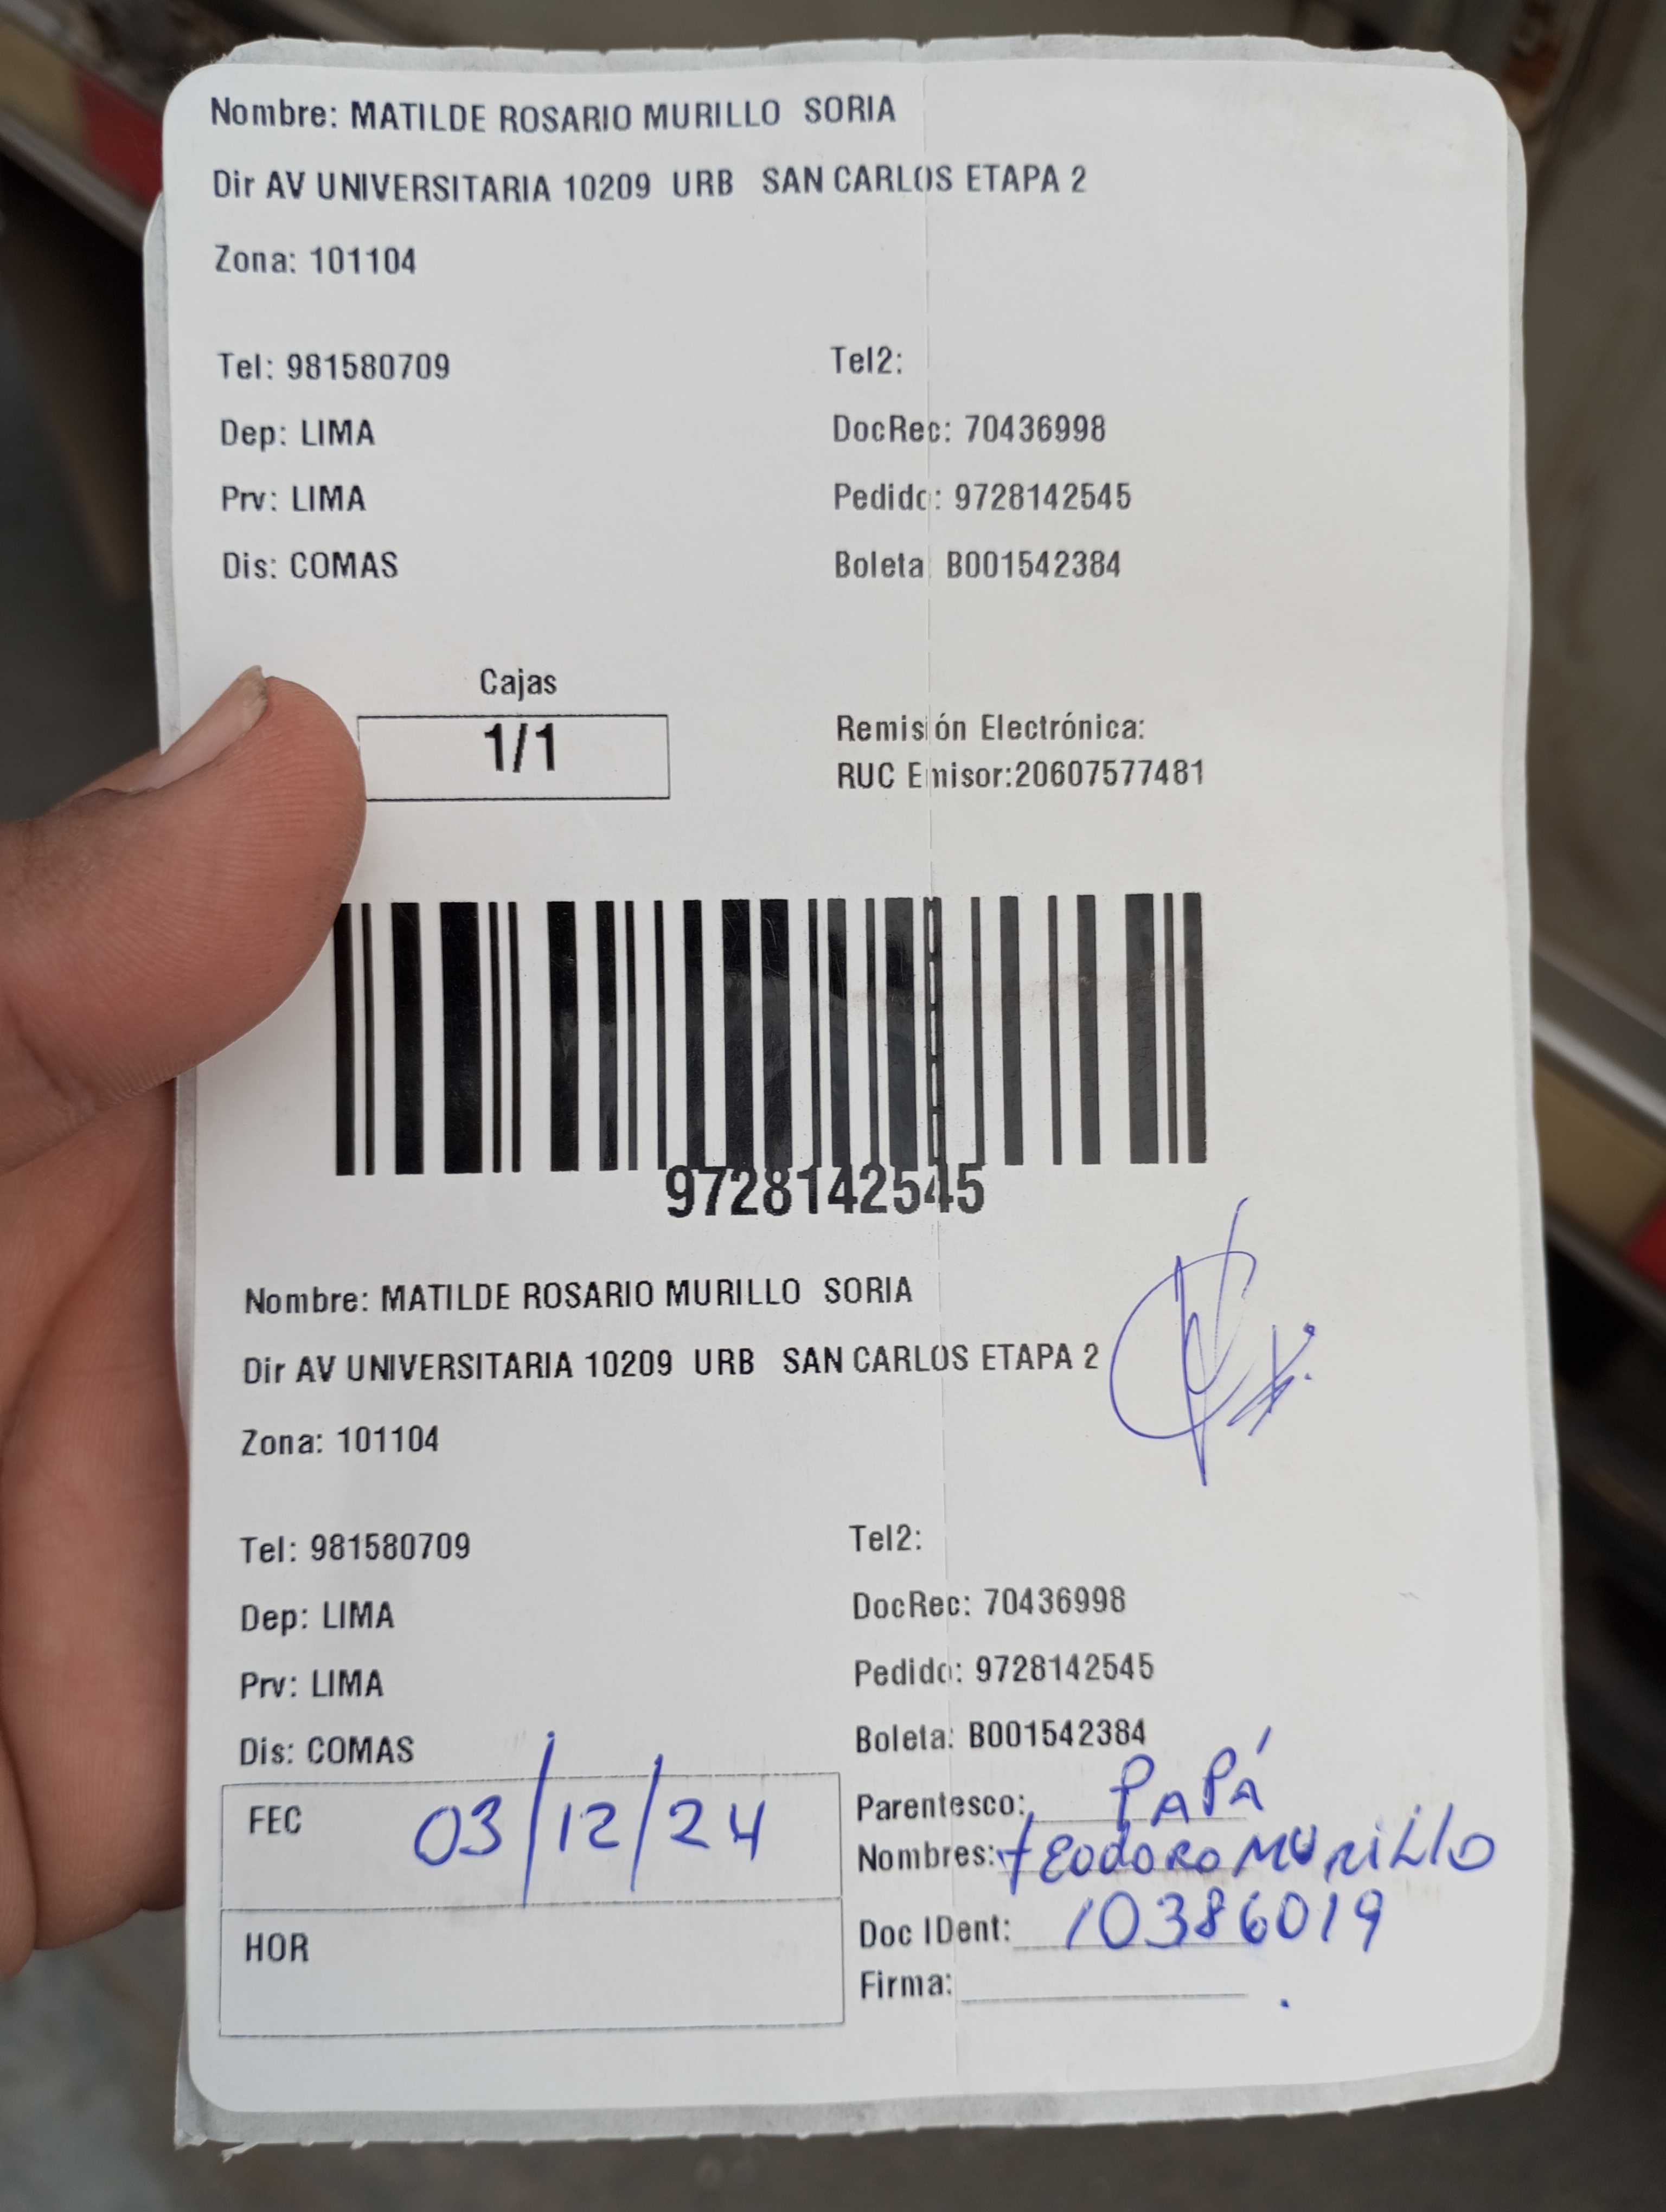 Nombre: MATILDE ROSARIO MURILLO SORIA
Dir AV UNIVERSITARIA 10209 URB SAN CARLOS ETAPA 2
Zona: 101104
Tel: 981580709 Tel2:
Dep: LIMA DocRec: 70436998
Prv: LIMA Pedido: 9728142545
Dis: COMAS Boleta: B001542384
Cajas
1/1
Remisión Electrónica:
RUC Emisor:20607577481
9728142545
Nombre: MATILDE ROSARIO MURILLO SORIA
Dir AV UNIVERSITARIA 10209 URB SAN CARLOS ETAPA 2
Zona: 101104
Tel: 981580709 Tel2:
Dep: LIMA DocRec: 70436998
Prv: LIMA Pedido: 9728142545
Dis: COMAS Boleta: B001542384
FEC 03/12/24
Parentesco: PAPÁ
Nombres: TEODORO MURILLO
Doc IDent: 10386019
HOR
Firma: